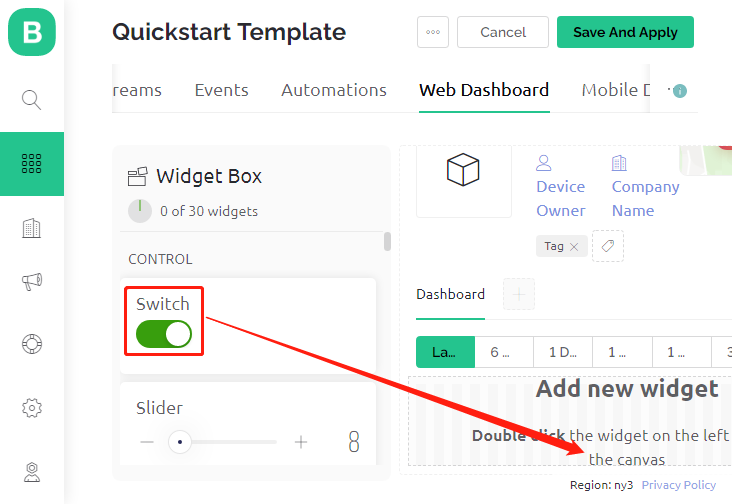 B
Quickstart Template
Cancel
Save And Apply
reams
Events
Automations
Web Dashboard
Mobile D
Widget Box
0 of 30 widgets
CONTROL
Switch
Slider
8
Device
Owner
Company
Name
Tag
Dashboard
La...
6 ...
1 D...
1 ...
1 ...
3
Add new widget
Double click the widget on the left
the canvas
Region: ny3
Privacy Policy